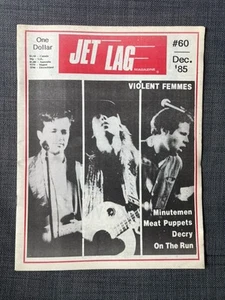 One
Dollar
JET LAG
MAGAZINE
#60
Dec.
'85
VIOLENT FEMMES
Minutemen
Meat Puppets
Decry
On The Run